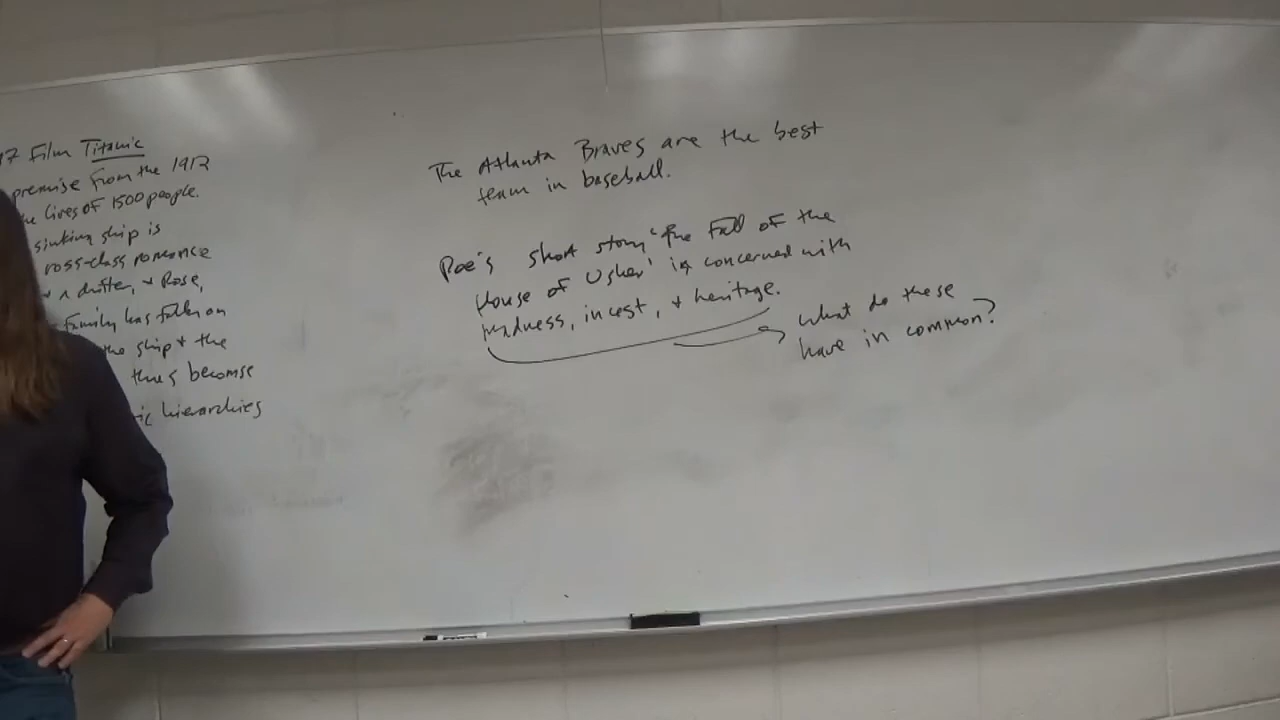 17 Film Titanic
premise from the 1912
lives of 1500 people.
sinking ship is
ross-class romance
a drifter, + Rose,
family has fallen on
the ship + the
thus becomse
ic hierarchies
The Atlanta Braves are the best
team in baseball.
Poe's short story "The Fall of the
House of Usher" is concerned with
madness, incest, + heritage.
What do these
have in common?